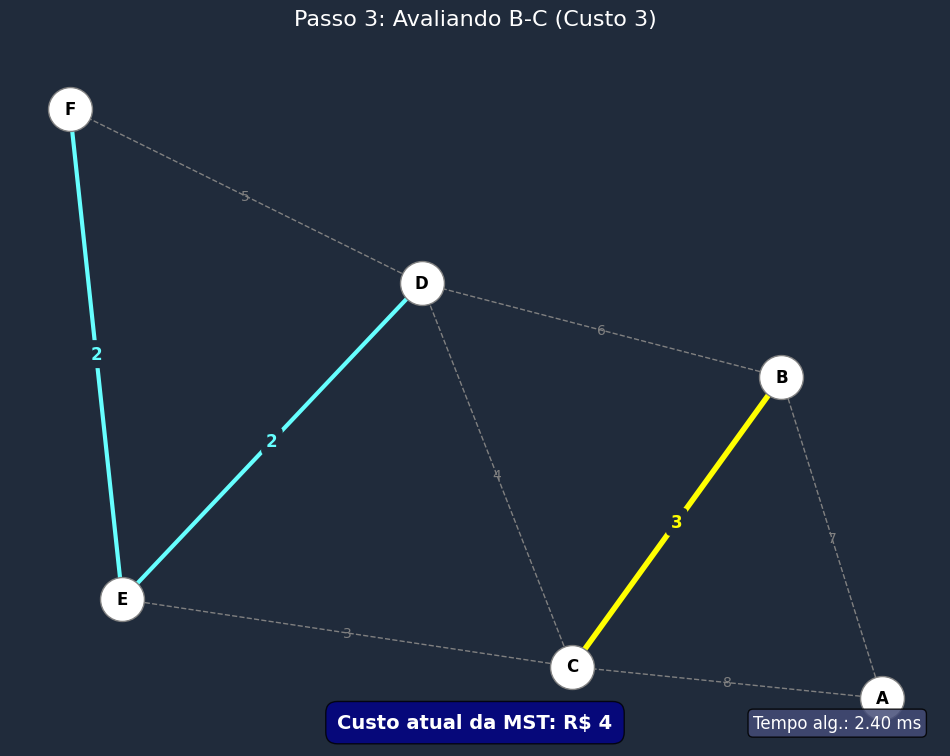 Passo 3: Avaliando B-C (Custo 3)
F
5
D
6
2
B
2
4
3
7
E
3
C
8
A
Custo atual da MST: R$ 4
Tempo alg.: 2.40 ms